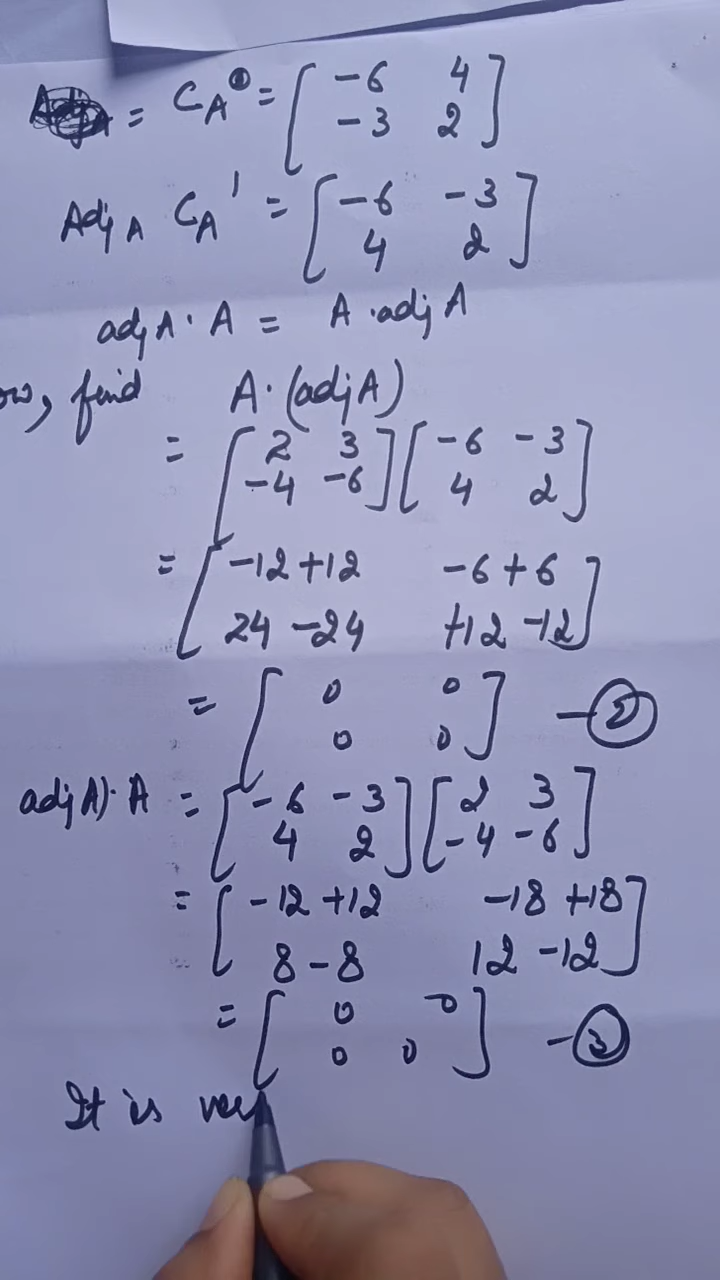 = C_A = [ -6 4
-3 2 ]
Adj A C_A' = [ -6 -3
4 2 ]
adj A · A = A · adj A
find A · (adj A)
= [ 2 3 ] [ -6 -3 ]
-4 -6 4 2
= [ -12 +12 -6 + 6
24 -24 +12 -12 ]
= [ 0 0 - ②
0 0 ]
adj A) · A = [ -6 -3 ] [ 2 3 ]
4 2 -4 -6
= [ -12 +12 -18 +18
8 - 8 12 -12 ]
= [ 0 0
0 0 ] - ③
It is ver